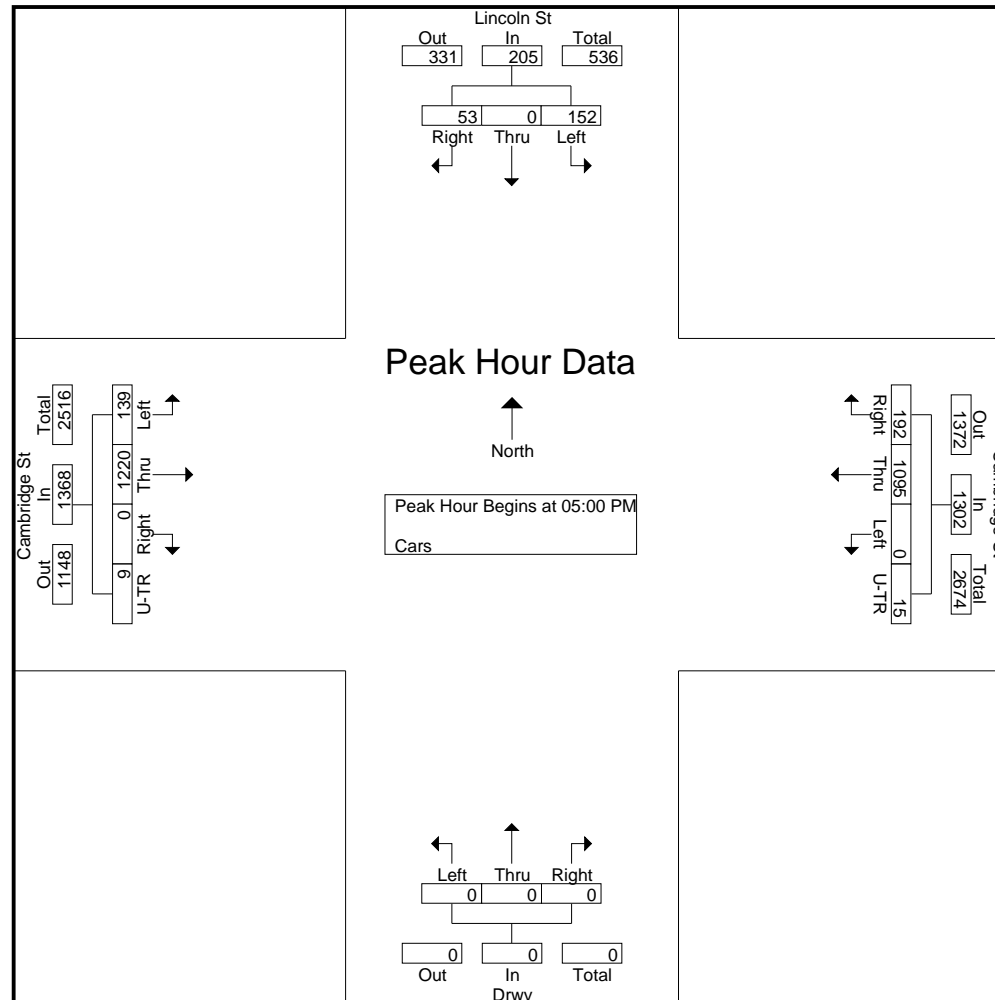 Lincoln St
Out In Total
331 205 536
53 0 152
Right Thru Left
Peak Hour Data
North
Peak Hour Begins at 05:00 PM
Cars
Cambridge St
Total In Out
2516 1368 1148
139 1220 0 9
Left Thru Right U-TR
Right Thru Left U-TR
192 1095 0 15
Out In Total
1372 1302 2674
Left Thru Right
0 0 0
0 0 0
Out In Total
Drwy